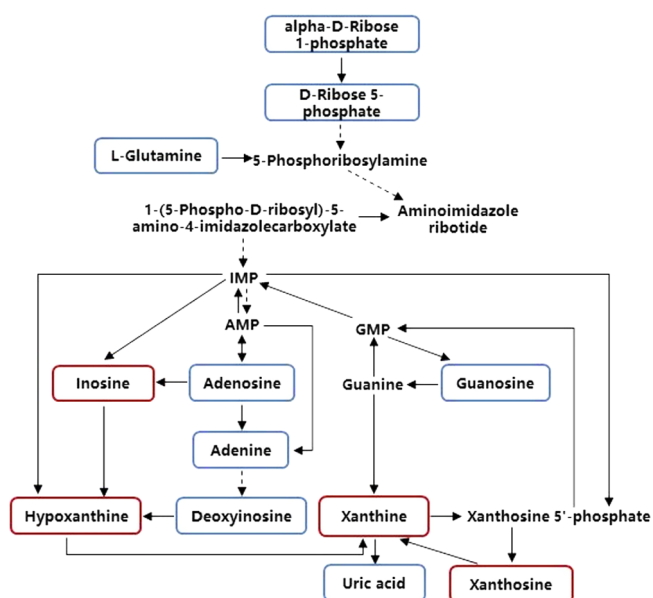 alpha-D-Ribose
1-phosphate
D-Ribose 5-
phosphate
L-Glutamine
5-Phosphoribosylamine
1-(5-Phospho-D-ribosyl)-5-
amino-4-imidazolecarboxylate
Aminoimidazole
ribotide
IMP
AMP
GMP
Inosine
Adenosine
Guanine
Guanosine
Adenine
Hypoxanthine
Deoxyinosine
Xanthine
Xanthosine 5'-phosphate
Uric acid
Xanthosine